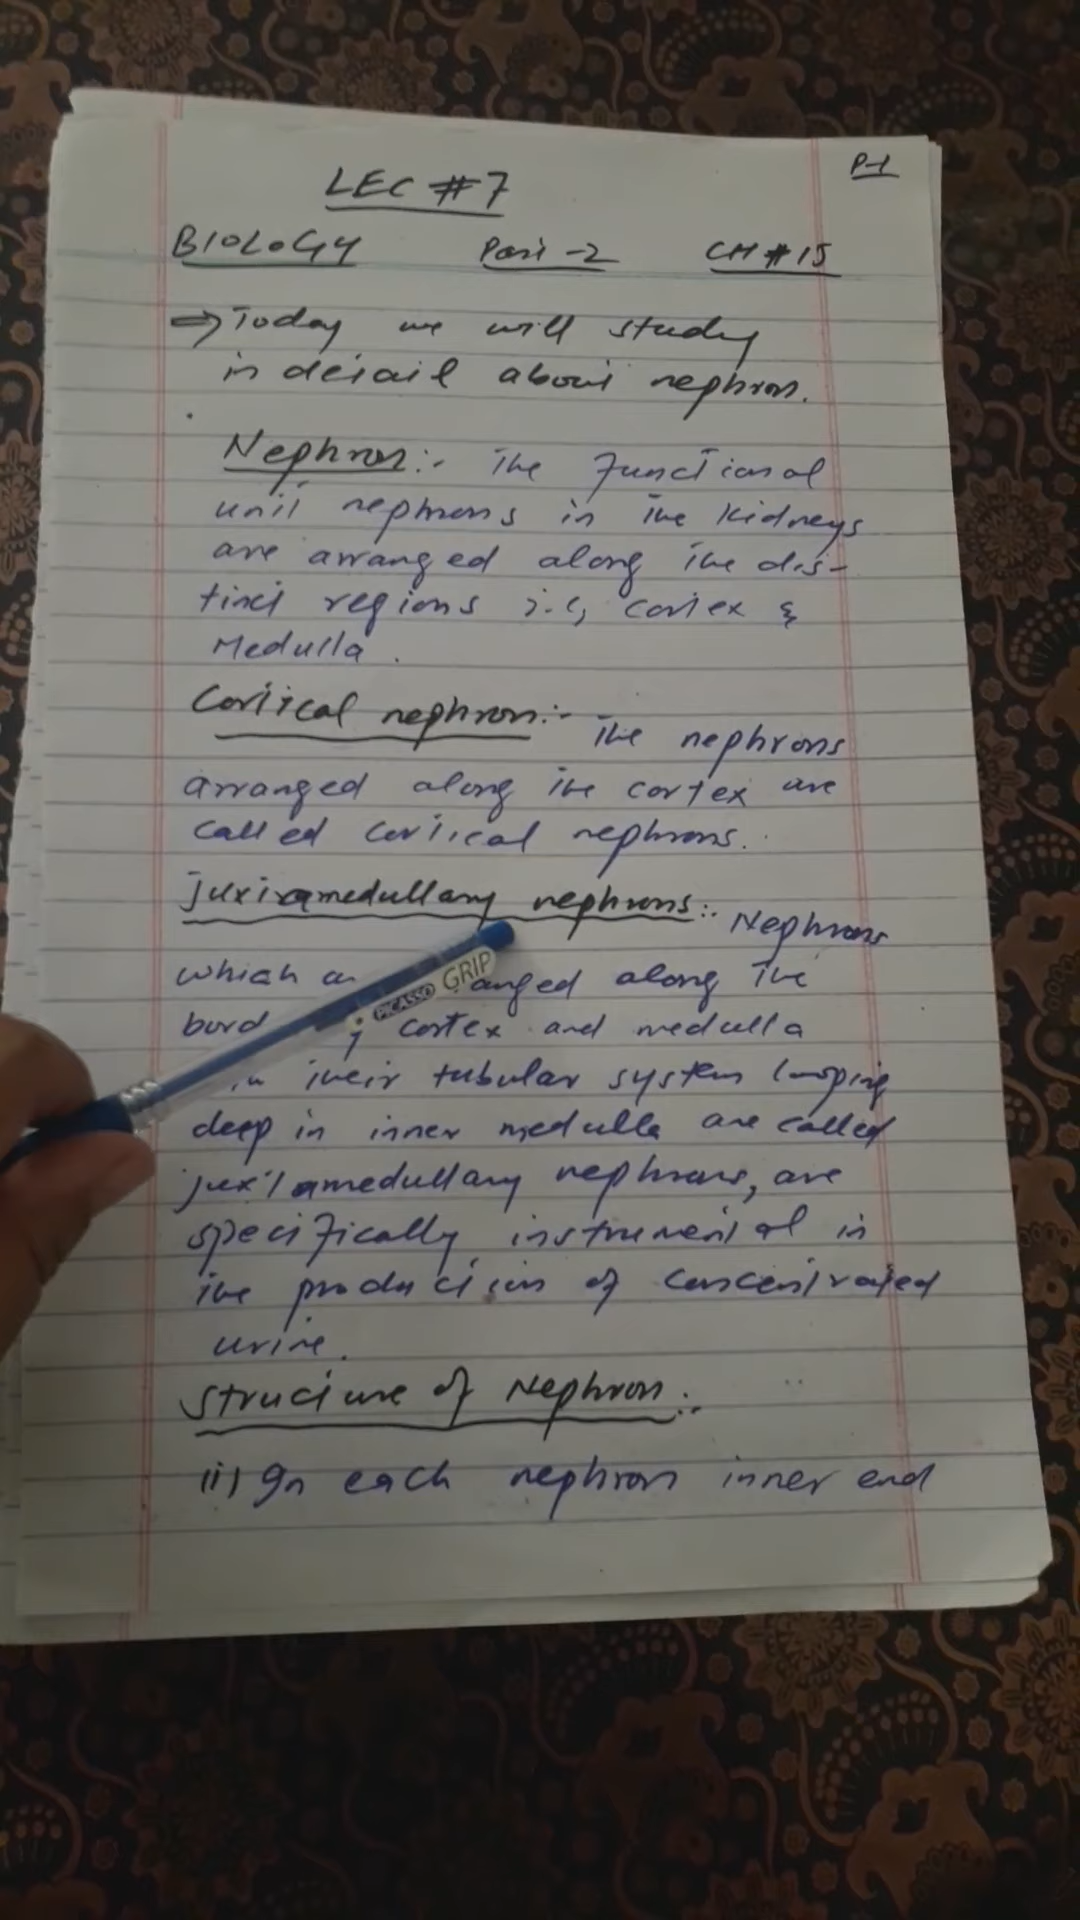 P-1
LEC #7
BIOLOGY Part-2 CH#15
⇒ Today we will study
in detail about nephron.
Nephron:- The functional
unit nephrons in the kidneys
are arranged along the dis-
tinct regions i.e, cortex &
Medulla.
Cortical nephron:- The nephrons
arranged along the cortex are
called cortical nephrons.
juxtramedullary nephrons:- Nephrons
which anged along the
bord cortex and medulla
their tubular system looping
deep in inner medulla are called
juxtamedullary nephrons, are
specifically instrumental in
the production of concentrated
urine.
Structure of Nephron:-
(i) In each nephron inner end
PICASSO GRIP